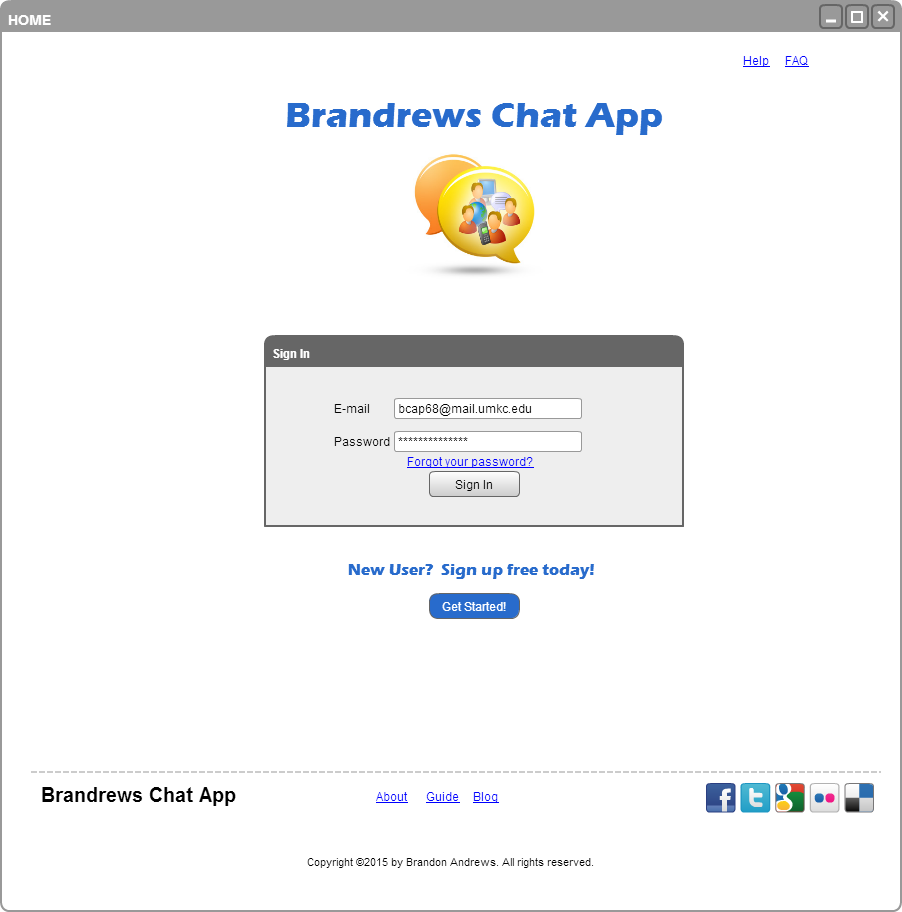 HOME
Help FAQ
Brandrews Chat App
Sign In
E-mail bcap68@mail.umkc.edu
Password **************
Forgot your password?
Sign In
New User? Sign up free today!
Get Started!
Brandrews Chat App About Guide Blog f t g
Copyright ©2015 by Brandon Andrews. All rights reserved.